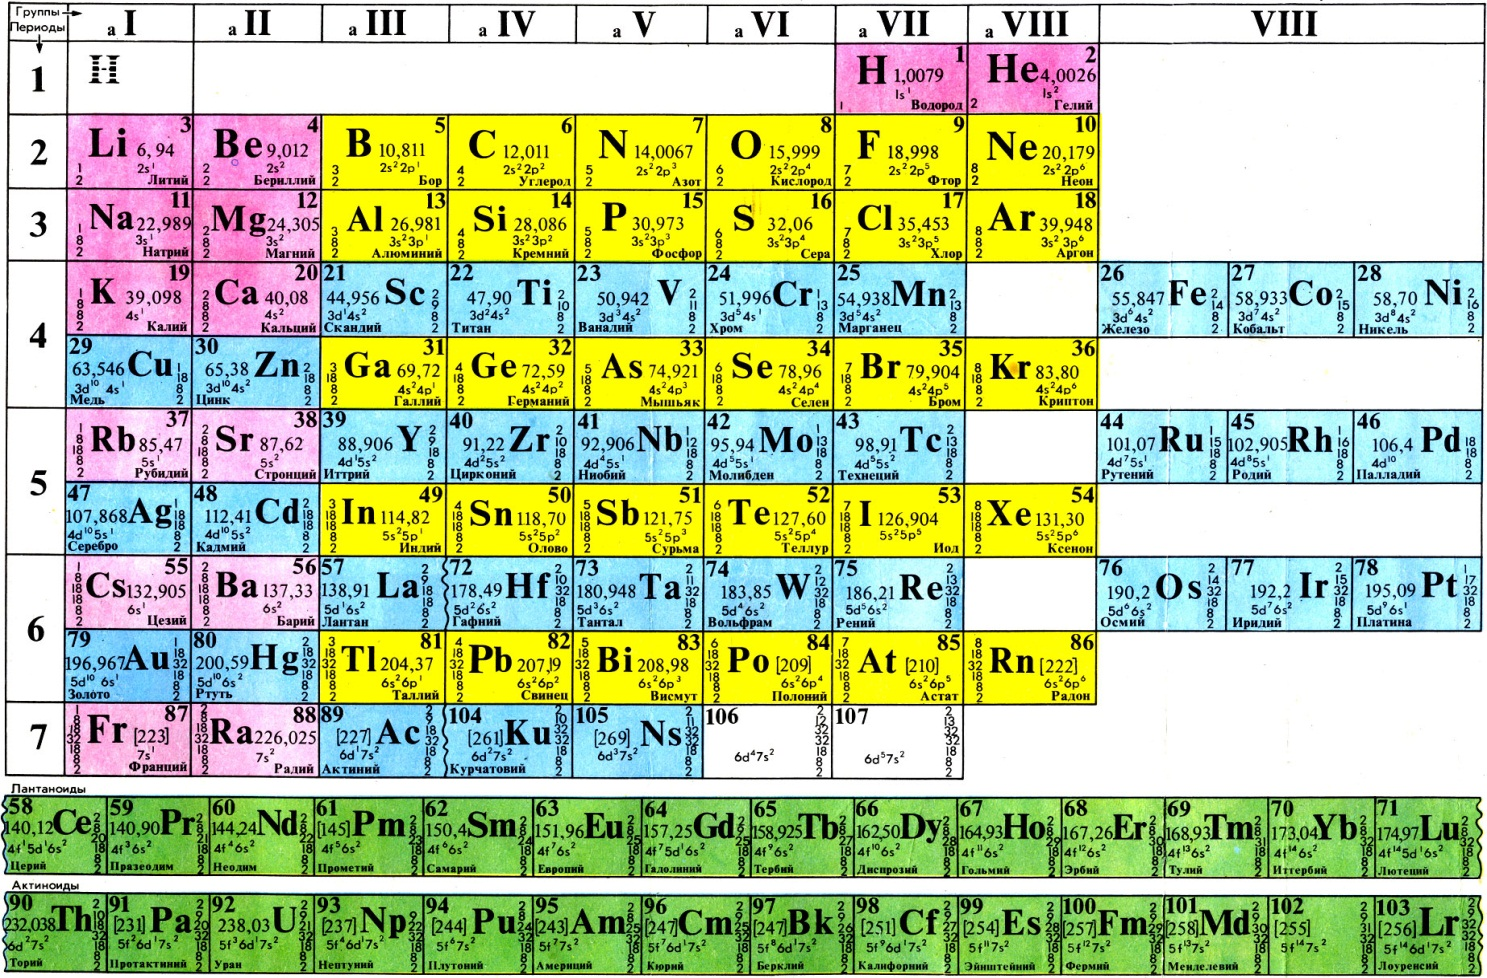 Группы
Периоды
a I a II a III a IV a V a VI a VII a VIII VIII
1
H
1
H 1,0079
1s¹
1 Водород
2
He 4,0026
1s²
2 Гелий
2
3
Li 6,94
2s¹
Литий
4
Be 9,012
2s²
Бериллий
5
B 10,811
2s²2p¹
Бор
6
C 12,011
2s²2p²
Углерод
7
N 14,0067
2s²2p³
Азот
8
O 15,999
2s²2p⁴
Кислород
9
F 18,998
2s²2p⁵
Фтор
10
Ne 20,179
2s²2p⁶
Неон
3
11
Na 22,989
3s¹
Натрий
12
Mg 24,305
3s²
Магний
13
Al 26,981
3s²3p¹
Алюминий
14
Si 28,086
3s²3p²
Кремний
15
P 30,973
3s²3p³
Фосфор
16
S 32,06
3s²3p⁴
Сера
17
Cl 35,453
3s²3p⁵
Хлор
18
Ar 39,948
3s²3p⁶
Аргон
4
19
K 39,098
4s¹
Калий
20
Ca 40,08
4s²
Кальций
21
44,956 Sc
3d¹4s²
Скандий
22
47,90 Ti
3d²4s²
Титан
23
50,942 V
3d³4s²
Ванадий
24
51,996 Cr
3d⁵4s¹
Хром
25
54,938 Mn
3d⁵4s²
Марганец
26
55,847 Fe
3d⁶4s²
Железо
27
58,933 Co
3d⁷4s²
Кобальт
28
58,70 Ni
3d⁸4s²
Никель
29
63,546 Cu
3d¹⁰ 4s¹
Медь
30
65,38 Zn
3d¹⁰4s²
Цинк
31
Ga 69,72
4s²4p¹
Галлий
32
Ge 72,59
4s²4p²
Германий
33
As 74,921
4s²4p³
Мышьяк
34
Se 78,96
4s²4p⁴
Селен
35
Br 79,904
4s²4p⁵
Бром
36
Kr 83,80
4s²4p⁶
Криптон
5
37
Rb 85,47
5s¹
Рубидий
38
Sr 87,62
5s²
Стронций
39
88,906 Y
4d¹5s²
Иттрий
40
91,22 Zr
4d²5s²
Цирконий
41
92,906 Nb
4d⁴5s¹
Ниобий
42
95,94 Mo
4d⁵5s¹
Молибден
43
98,91 Tc
4d⁵5s²
Технеций
44
101,07 Ru
4d⁷5s¹
Рутений
45
102,905 Rh
4d⁸5s¹
Родий
46
106,4 Pd
4d¹⁰
Палладий
47
107,868 Ag
4d¹⁰5s¹
Серебро
48
112,41 Cd
4d¹⁰5s²
Кадмий
49
In 114,82
5s²5p¹
Индий
50
Sn 118,70
5s²5p²
Олово
51
Sb 121,75
5s²5p³
Сурьма
52
Te 127,60
5s²5p⁴
Теллур
53
I 126,904
5s²5p⁵
Иод
54
Xe 131,30
5s²5p⁶
Ксенон
6
55
Cs 132,905
6s¹
Цезий
56
Ba 137,33
6s²
Барий
57
138,91 La
5d¹6s²
Лантан
72
178,49 Hf
5d²6s²
Гафний
73
180,948 Ta
5d³6s²
Тантал
74
183,85 W
5d⁴6s²
Вольфрам
75
186,21 Re
5d⁵6s²
Рений
76
190,2 Os
5d⁶6s²
Осмий
77
192,2 Ir
5d⁷6s²
Иридий
78
195,09 Pt
5d⁹6s¹
Платина
79
196,967 Au
5d¹⁰ 6s¹
Золото
80
200,59 Hg
5d¹⁰6s²
Ртуть
81
Tl 204,37
6s²6p¹
Таллий
82
Pb 207,19
6s²6p²
Свинец
83
Bi 208,98
6s²6p³
Висмут
84
Po [209]
6s²6p⁴
Полоний
85
At [210]
6s²6p⁵
Астат
86
Rn [222]
6s²6p⁶
Радон
7
87
Fr [223]
7s¹
Франций
88
Ra 226,025
7s²
Радий
89
[227] Ac
6d¹7s²
Актиний
104
[261] Ku
6d²7s²
Курчатовий
105
[269] Ns
6d³7s²
106
6d⁴7s²
107
6d⁵7s²
Лантаноиды
58
140,12 Ce
4f¹5d¹6s²
Церий
59
140,90 Pr
4f³6s²
Празеодим
60
144,24 Nd
4f⁴6s²
Неодим
61
[145] Pm
4f⁵6s²
Прометий
62
150,4 Sm
4f⁶6s²
Самарий
63
151,96 Eu
4f⁷6s²
Европий
64
157,25 Gd
4f⁷5d¹6s²
Гадолиний
65
158,925 Tb
4f⁹6s²
Тербий
66
162,50 Dy
4f¹⁰6s²
Диспрозий
67
164,93 Ho
4f¹¹6s²
Гольмий
68
167,26 Er
4f¹²6s²
Эрбий
69
168,93 Tm
4f¹³6s²
Тулий
70
173,04 Yb
4f¹⁴6s²
Иттербий
71
174,97 Lu
4f¹⁴5d¹6s²
Лютеций
Актиноиды
90
232,038 Th
6d²7s²
Торий
91
[231] Pa
5f²6d¹7s²
Протактиний
92
238,03 U
5f³6d¹7s²
Уран
93
[237] Np
5f⁴6d¹7s²
Нептуний
94
[244] Pu
5f⁶7s²
Плутоний
95
[243] Am
5f⁷7s²
Америций
96
[247] Cm
5f⁷6d¹7s²
Кюрий
97
[247] Bk
5f⁸6d¹7s²
Берклий
98
[251] Cf
5f⁹6d¹7s²
Калифорний
99
[254] Es
5f¹¹7s²
Эйнштейний
100
[257] Fm
5f¹²7s²
Фермий
101
[258] Md
5f¹³7s²
Менделевий
102
[255]
5f¹⁴7s²
103
[256] Lr
5f¹⁴6d¹7s²
Лоуренсий